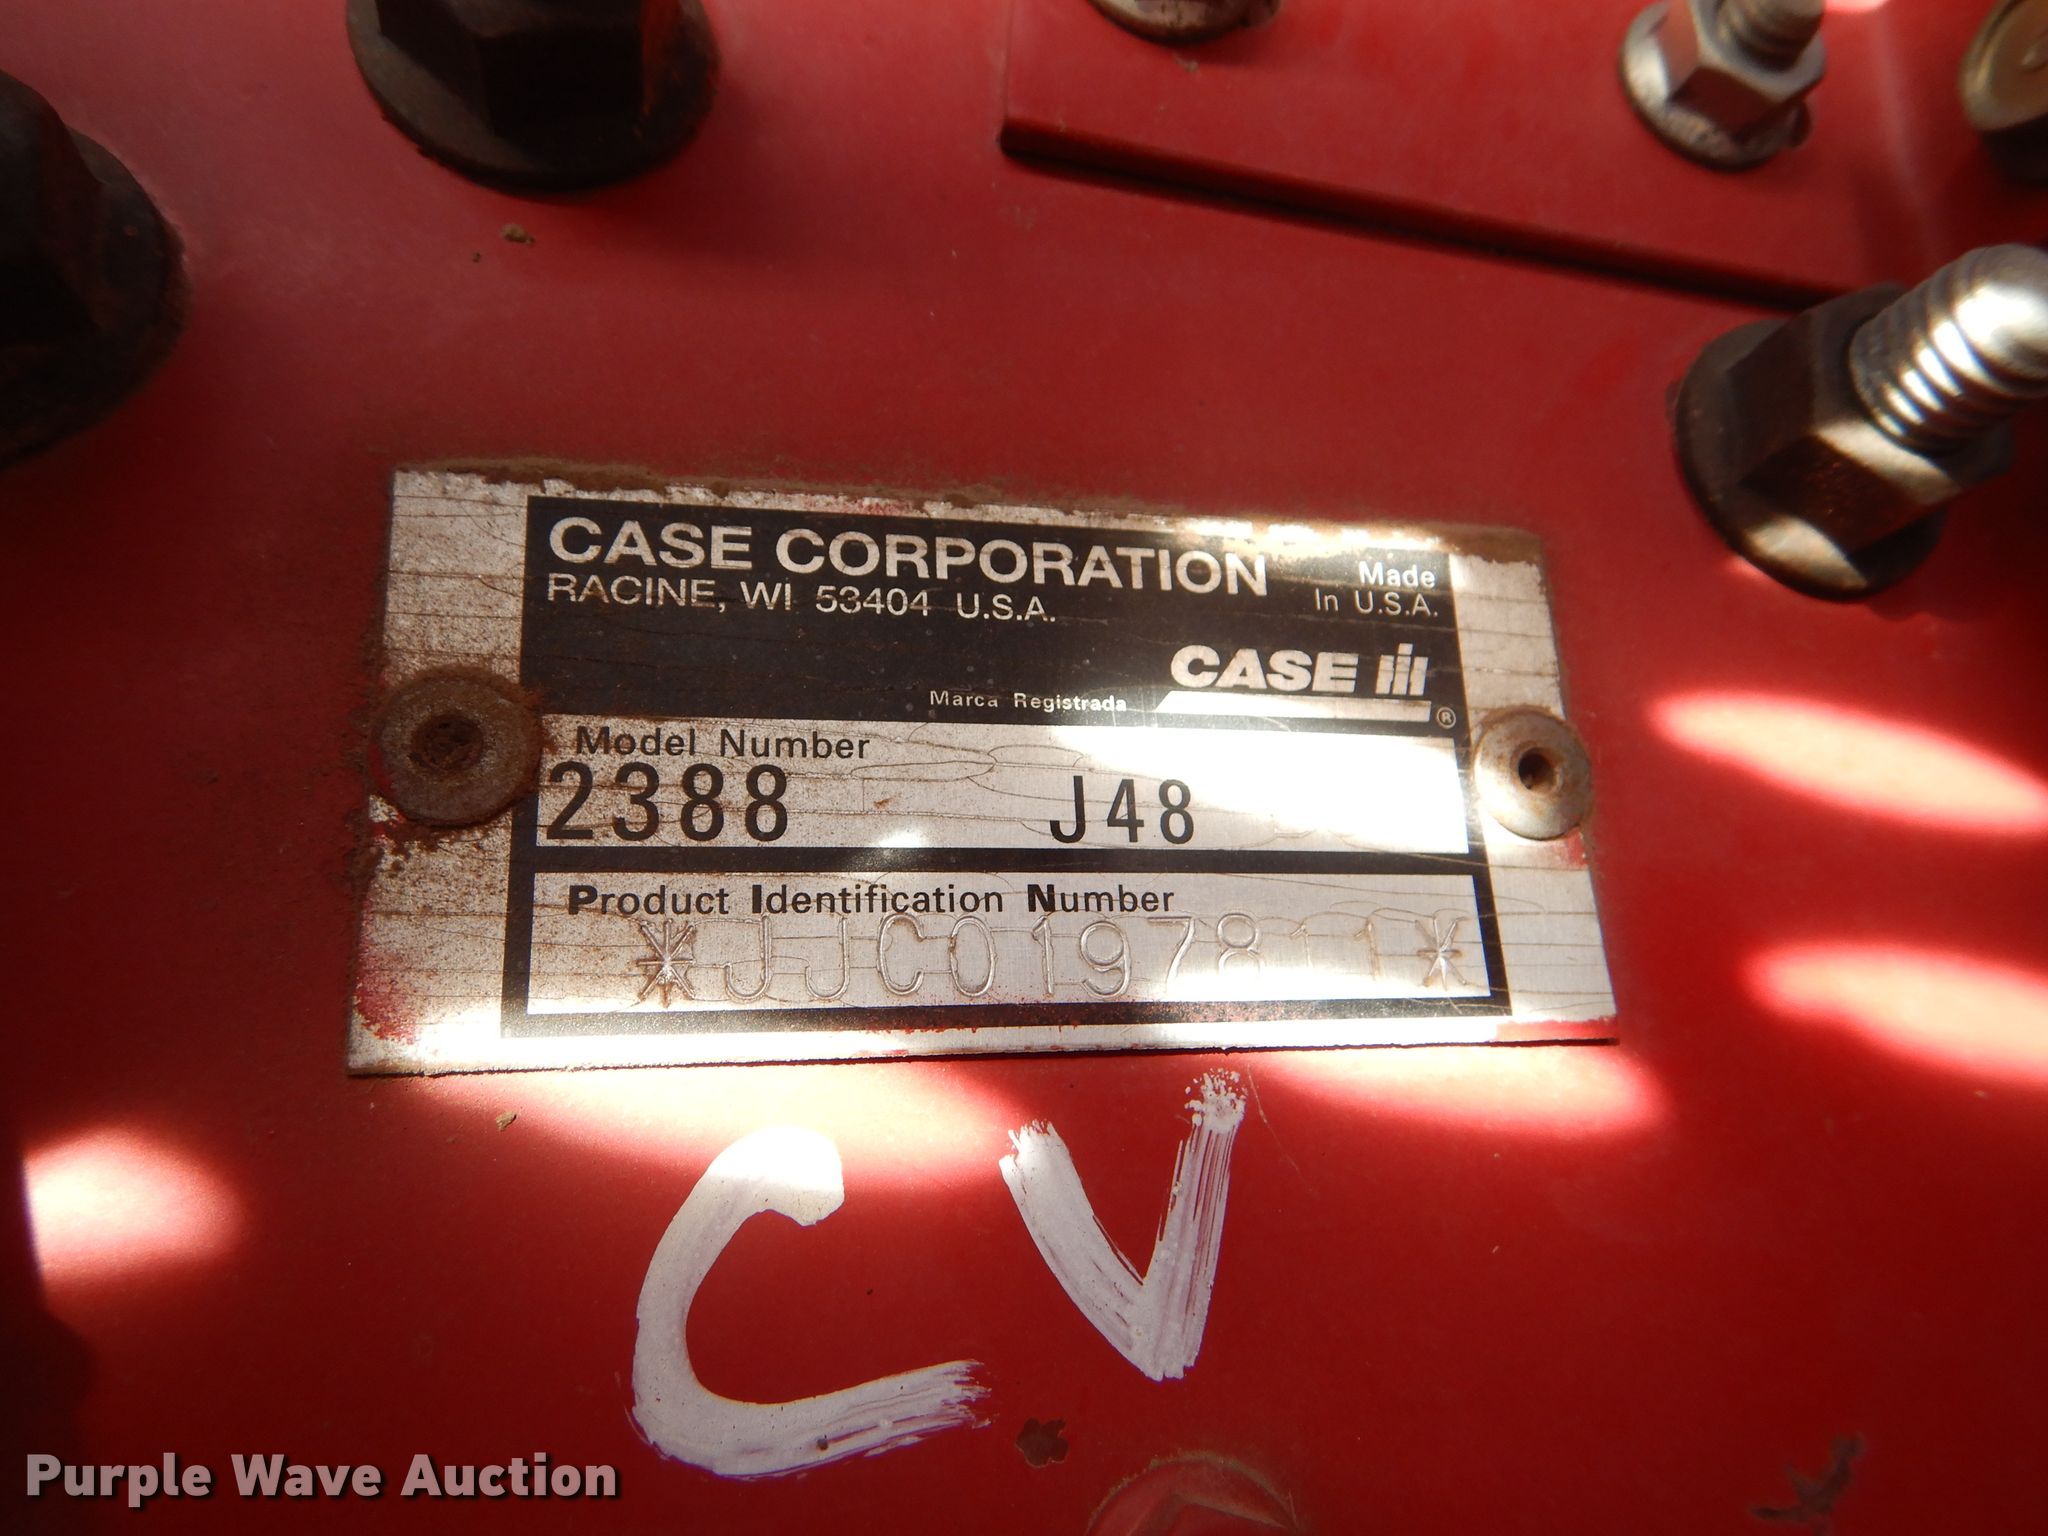 CASE CORPORATION
RACINE, WI 53404 U.S.A.
Made
In U.S.A.
CASE IH
Marca Registrada ®
Model Number
2388 J48
Product Identification Number
*JJC0197811*
CV
Purple Wave Auction